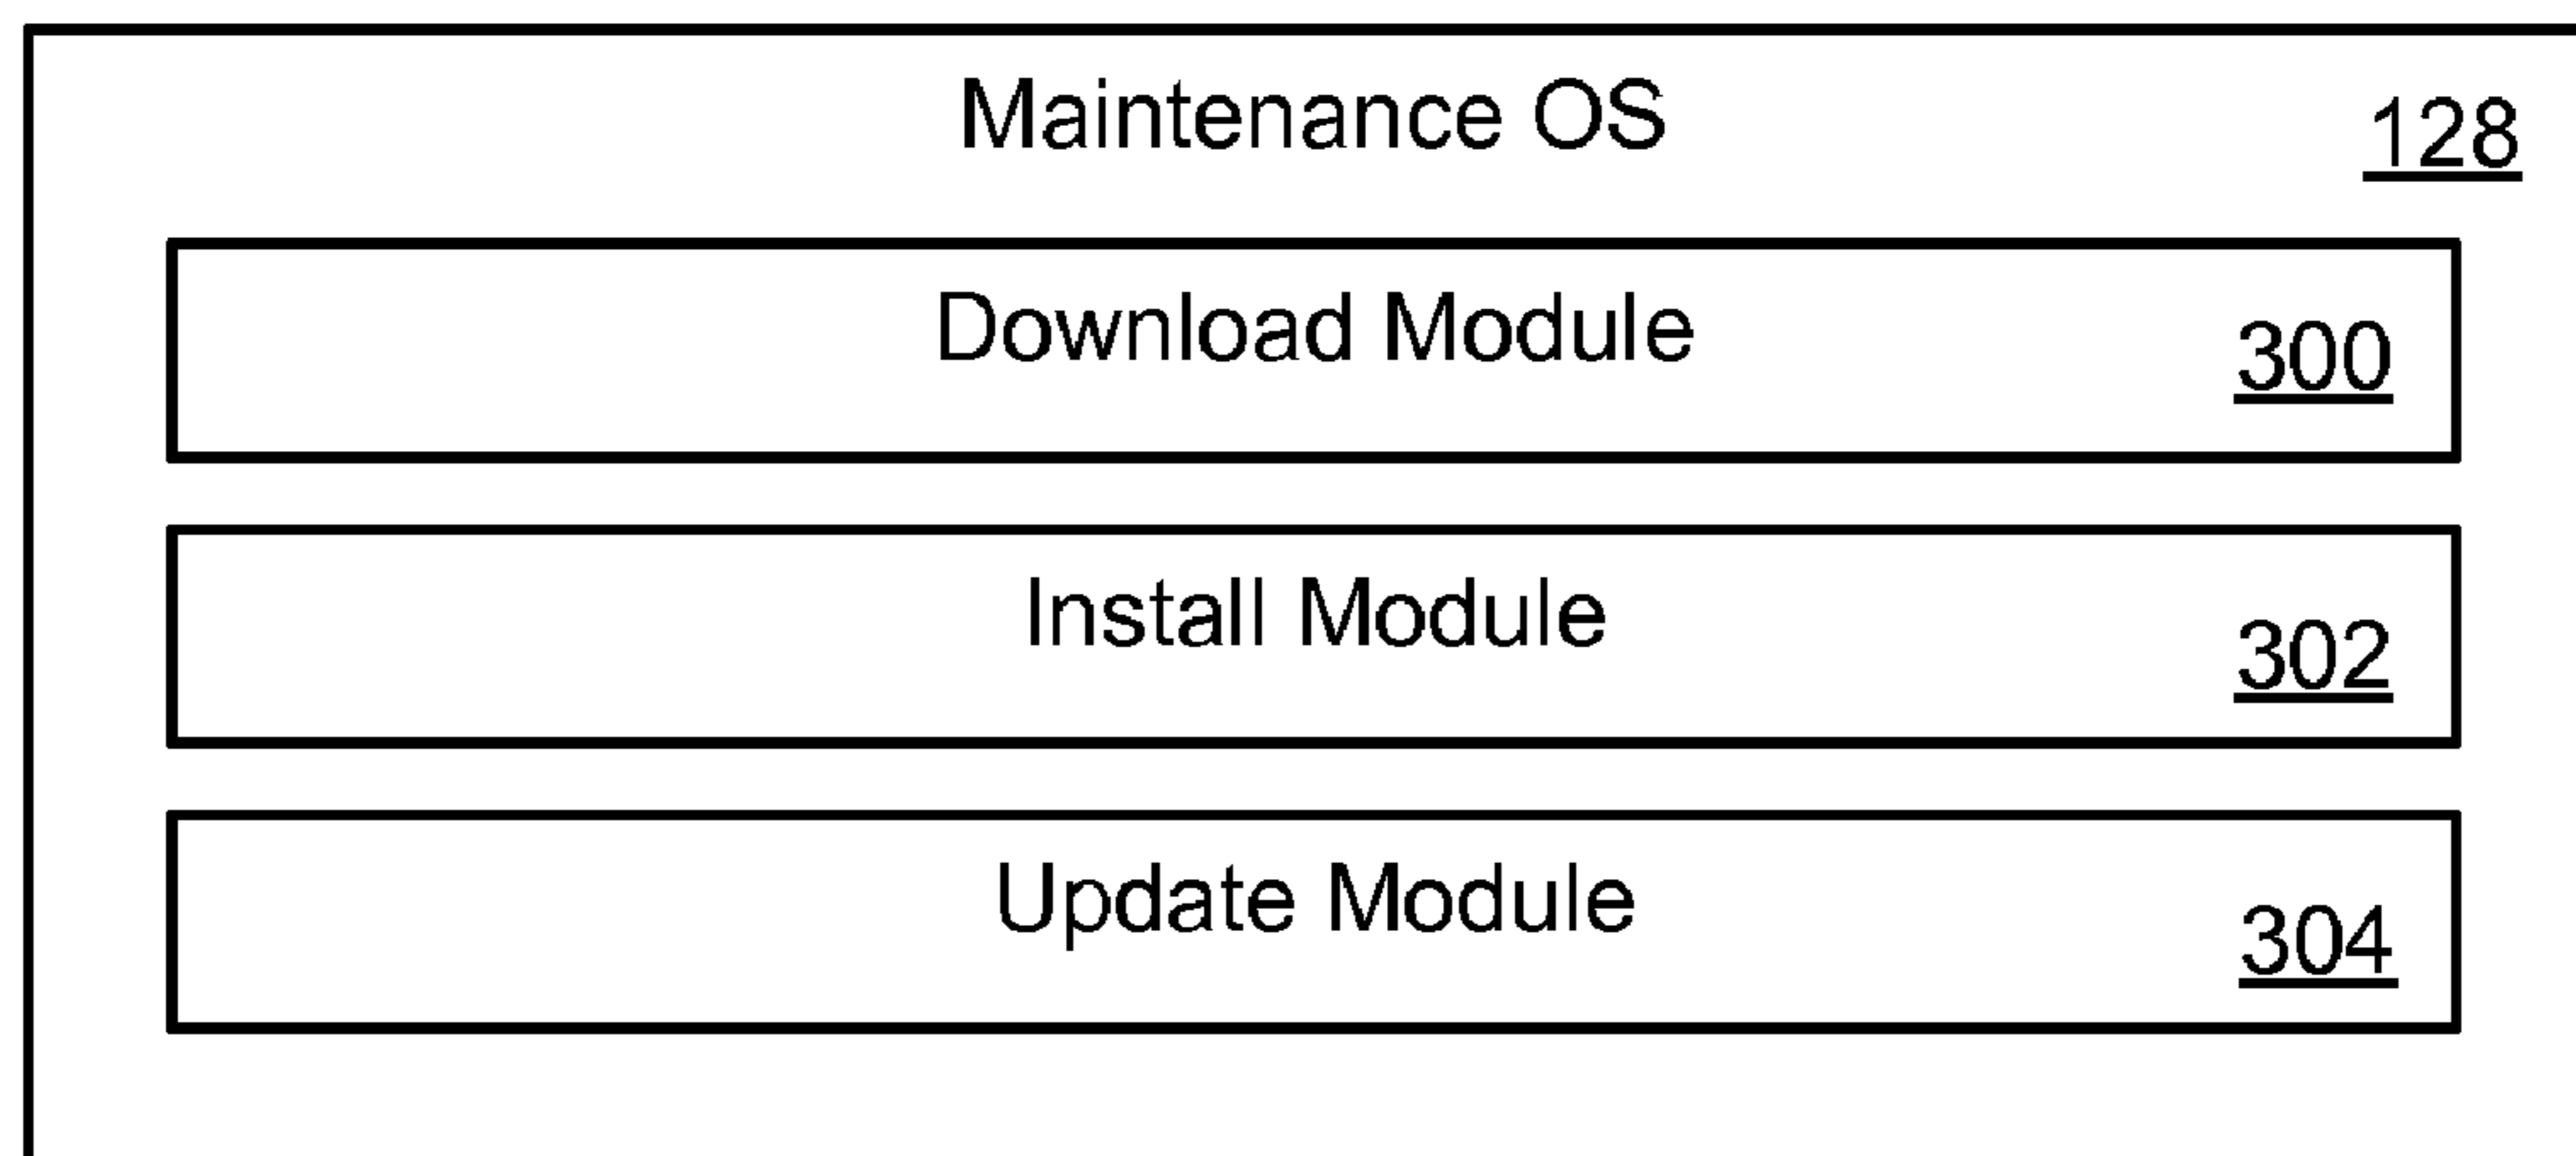 Maintenance OS 128
Download Module 300
Install Module 302
Update Module 304